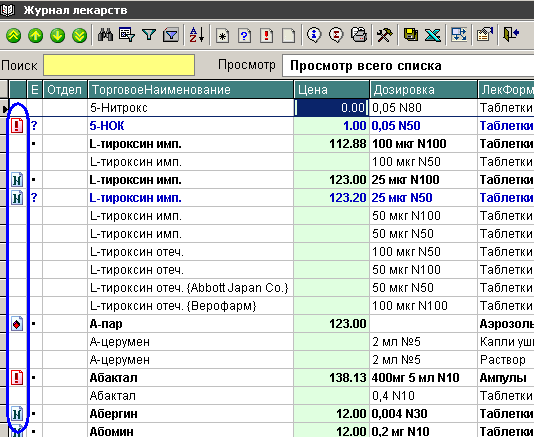 Журнал лекарств
Поиск Просмотр Просмотр всего списка
Е Отдел ТорговоеНаименование Цена Дозировка ЛекФорм
5-Нитрокс 0.00 0,05 N80 Таблетки
? 5-НОК 1.00 0,05 N50 Таблетки
• L-тироксин имп. 112.88 100 мкг N100 Таблетки
L-тироксин имп. 100 мкг N50 Таблетки
• L-тироксин имп. 123.00 25 мкг N100 Таблетки
? L-тироксин имп. 123.20 25 мкг N50 Таблетки
L-тироксин имп. 50 мкг N100 Таблетки
L-тироксин имп. 50 мкг N50 Таблетки
L-тироксин отеч. 100 мкг N50 Таблетки
L-тироксин отеч. 50 мкг N100 Таблетки
L-тироксин отеч. {Abbott Japan Co.} 100 мкг N50 Таблетки
L-тироксин отеч. {Верофарм} 100 мкг N50 Таблетки
• А-пар 123.00 Аэрозоль
А-церумен 2 мл №5 Капли уш
А-церумен 2 мл №5 Раствор
• Абактал 138.13 400мг 5 мл N10 Ампулы
Абактал 0,4 N10 Таблетки
• Абергин 12.00 0,004 N30 Таблетки
• Абомин 12.00 0,2 мг N10 Таблетки